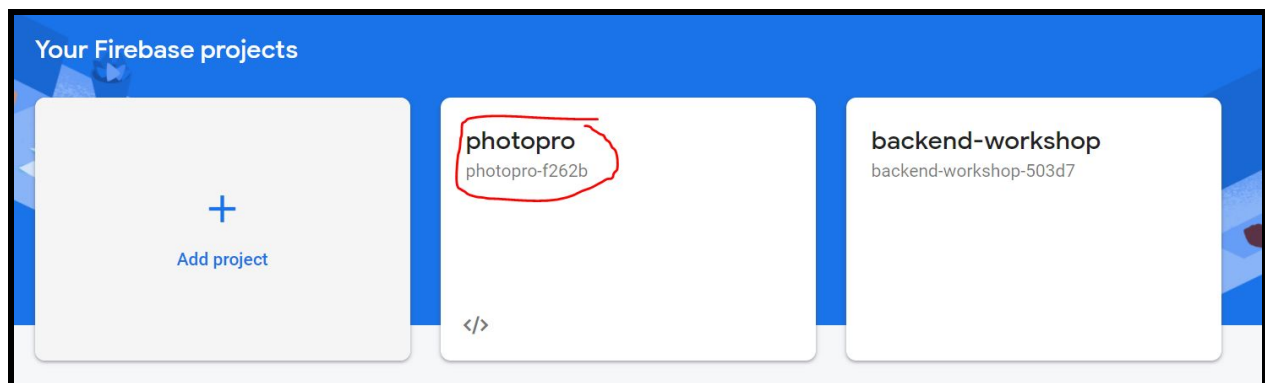 Your Firebase projects
+
Add project
photopro
photopro-f262b
</>
backend-workshop
backend-workshop-503d7